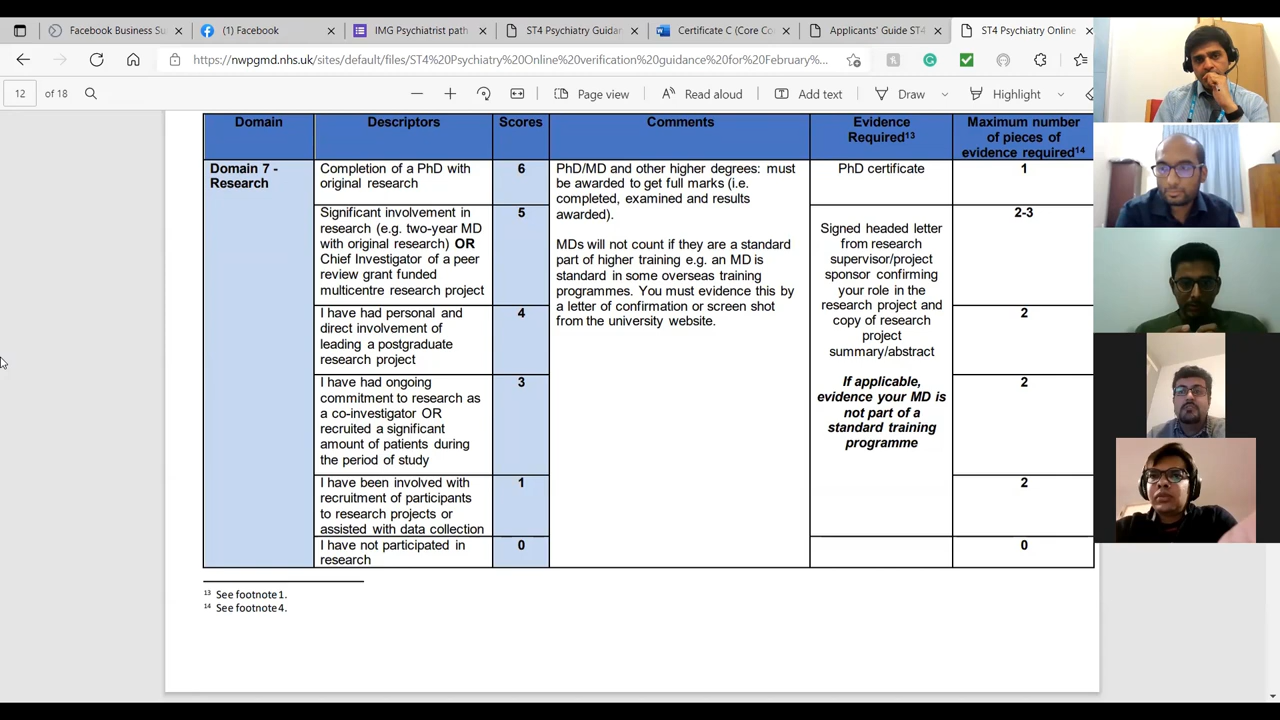 Facebook Business Su
(1) Facebook
IMG Psychiatrist path
ST4 Psychiatry Guidan
Certificate C (Core Co
Applicants' Guide ST4
ST4 Psychiatry Online
https://nwpgmd.nhs.uk/sites/default/files/ST4%20Psychiatry%20Online%20verification%20guidance%20for%20February%...
12 of 18
Page view
Read aloud
Add text
Draw
Highlight
Domain
Descriptors
Scores
Comments
Evidence
Required13
Maximum number
of pieces of
evidence required14
Domain 7 -
Research
Completion of a PhD with
original research
6
PhD/MD and other higher degrees: must
be awarded to get full marks (i.e.
completed, examined and results
awarded).
MDs will not count if they are a standard
part of higher training e.g. an MD is
standard in some overseas training
programmes. You must evidence this by
a letter of confirmation or screen shot
from the university website.
PhD certificate
1
Significant involvement in
research (e.g. two-year MD
with original research) OR
Chief Investigator of a peer
review grant funded
multicentre research project
5
Signed headed letter
from research
supervisor/project
sponsor confirming
your role in the
research project and
copy of research
project
summary/abstract
If applicable,
evidence your MD is
not part of a
standard training
programme
2-3
I have had personal and
direct involvement of
leading a postgraduate
research project
4
2
I have had ongoing
commitment to research as
a co-investigator OR
recruited a significant
amount of patients during
the period of study
3
2
I have been involved with
recruitment of participants
to research projects or
assisted with data collection
1
2
I have not participated in
research
0
0
13 See footnote 1.
14 See footnote 4.